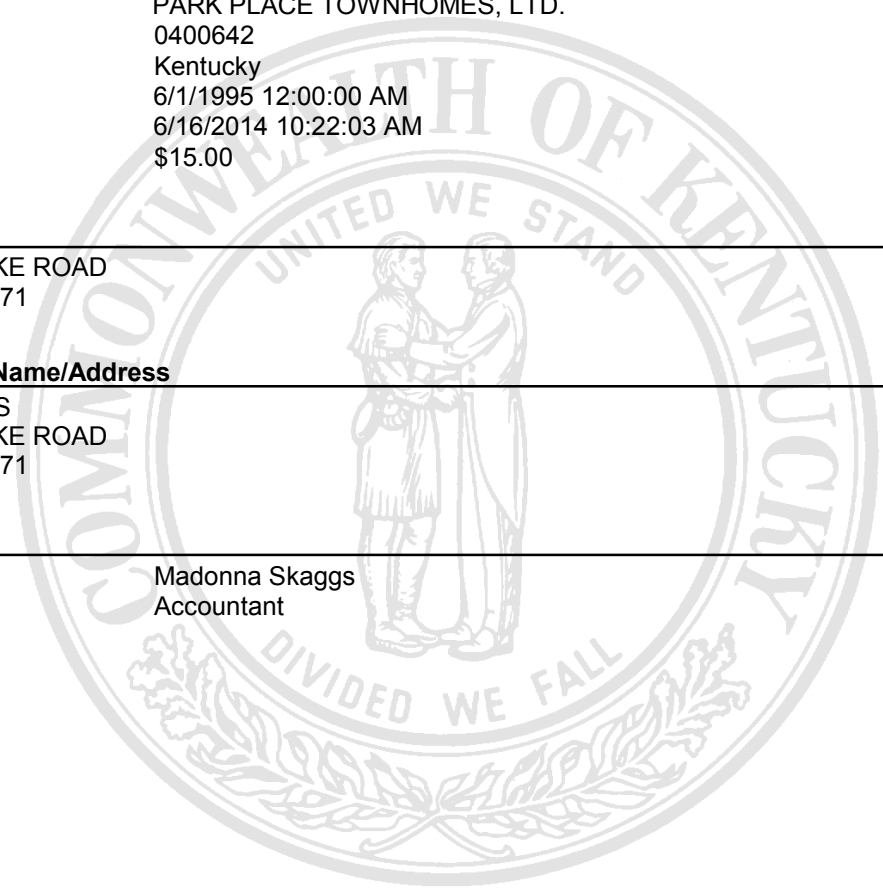 PARK PLACE TOWNHOMES, LTD.
0400642
Kentucky
6/1/1995 12:00:00 AM
6/16/2014 10:22:03 AM
$15.00
KE ROAD
71
Name/Address
S
KE ROAD
71
Madonna Skaggs
Accountant
COMMONWEALTH OF KENTUCKY
UNITED WE STAND
DIVIDED WE FALL